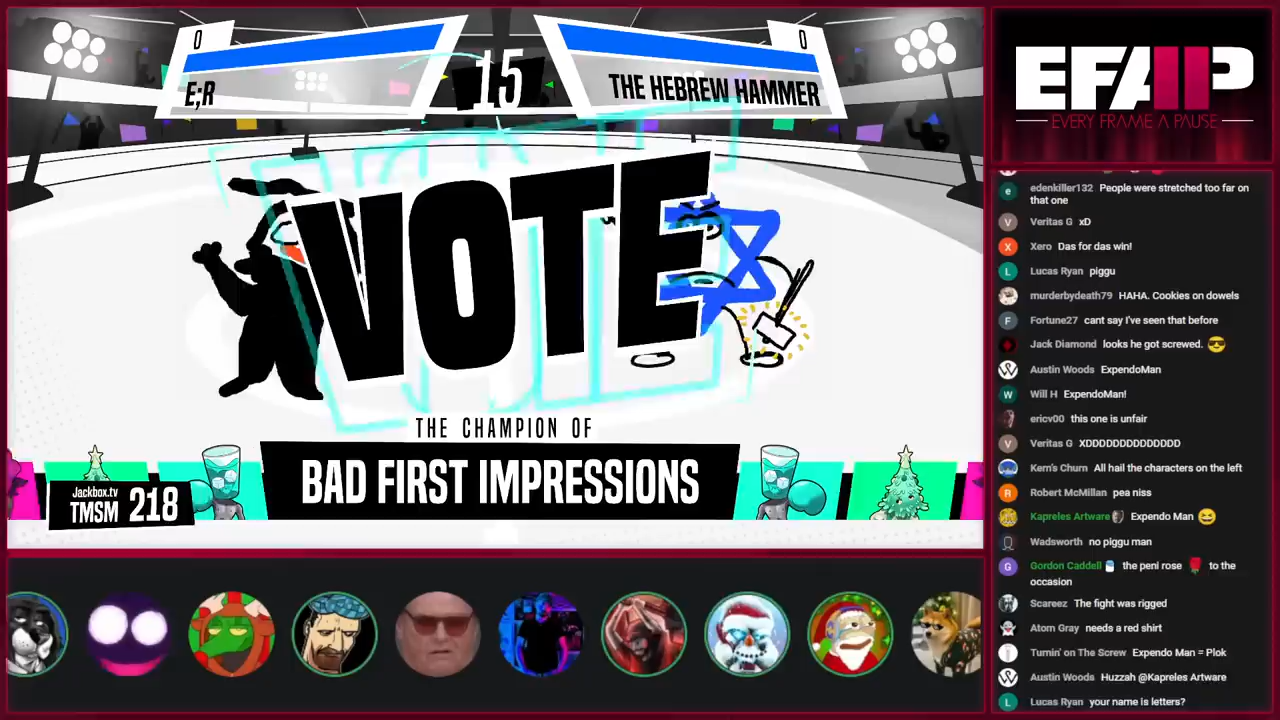 0
15
0
E;R
THE HEBREW HAMMER
VOTE
THE CHAMPION OF
BAD FIRST IMPRESSIONS
Jackbox.tv
TMSM 218
EFAP
EVERY FRAME A PAUSE
edenkiller132 People were stretched too far on
that one
V Veritas G xD
X Xero Das for das win!
L Lucas Ryan piggu
murderbydeath79 HAHA. Cookies on dowels
F Fortune27 cant say I've seen that before
Jack Diamond looks he got screwed. 😎
Austin Woods ExpendoMan
W Will H ExpendoMan!
ericv00 this one is unfair
V Veritas G XDDDDDDDDDDDDDD
Kern's Churn All hail the characters on the left
R Robert McMillan pea niss
Kapreles Artware Expendo Man 😆
Wadsworth no piggu man
G Gordon Caddell the peni rose 🌹 to the
occasion
Scareez The fight was rigged
Atom Gray needs a red shirt
Turnin' on The Screw Expendo Man = Plok
Austin Woods Huzzah @Kapreles Artware
L Lucas Ryan your name is letters?